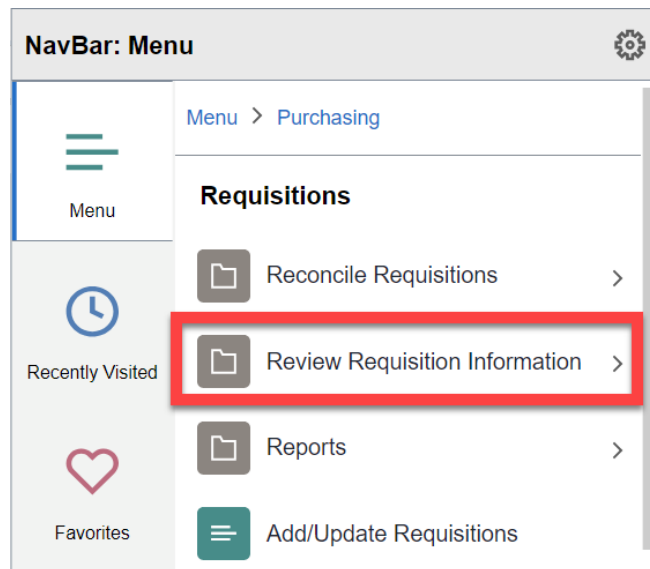 NavBar: Menu
Menu > Purchasing
Menu
Requisitions
Reconcile Requisitions
Recently Visited
Review Requisition Information
Reports
Favorites
Add/Update Requisitions